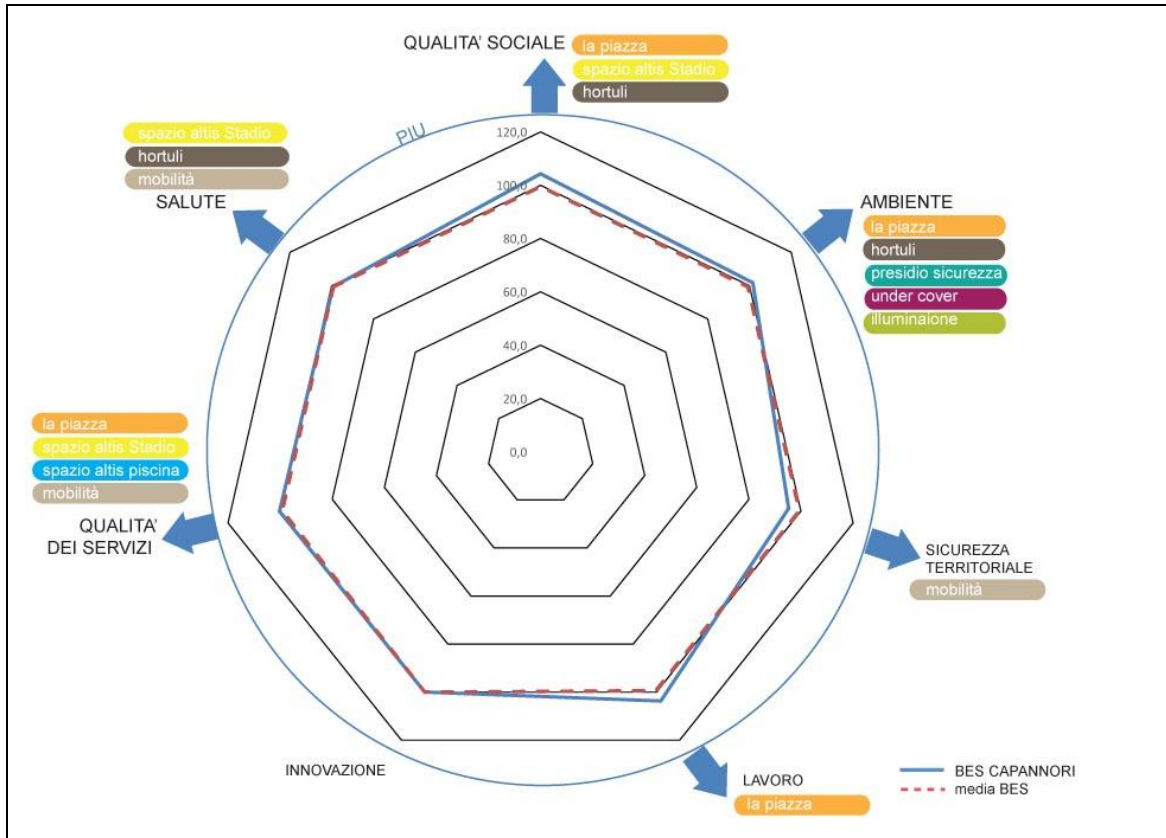 QUALITA' SOCIALE
la piazza
spazio altis Stadio
hortuli
PIU
spazio altis Stadio
hortuli
mobilità
SALUTE
AMBIENTE
la piazza
hortuli
presidio sicurezza
under cover
illuminaione
120,0
100,0
80,0
60,0
40,0
20,0
0,0
la piazza
spazio altis Stadio
spazio altis piscina
mobilità
QUALITA'
DEI SERVIZI
SICUREZZA
TERRITORIALE
mobilità
INNOVAZIONE
LAVORO
la piazza
BES CAPANNORI
media BES